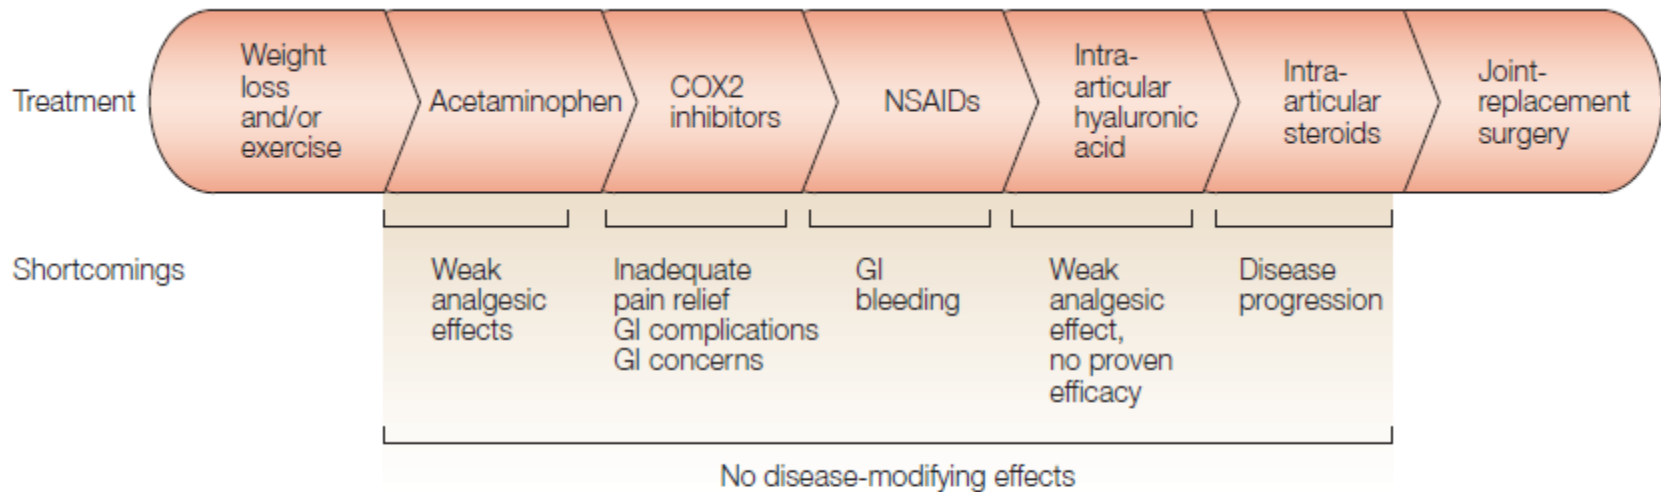 Treatment
Weight
loss
and/or
exercise
Acetaminophen
COX2
inhibitors
NSAIDs
Intra-
articular
hyaluronic
acid
Intra-
articular
steroids
Joint-
replacement
surgery
Shortcomings
Weak
analgesic
effects
Inadequate
pain relief
GI complications
GI concerns
GI
bleeding
Weak
analgesic
effect,
no proven
efficacy
Disease
progression
No disease-modifying effects